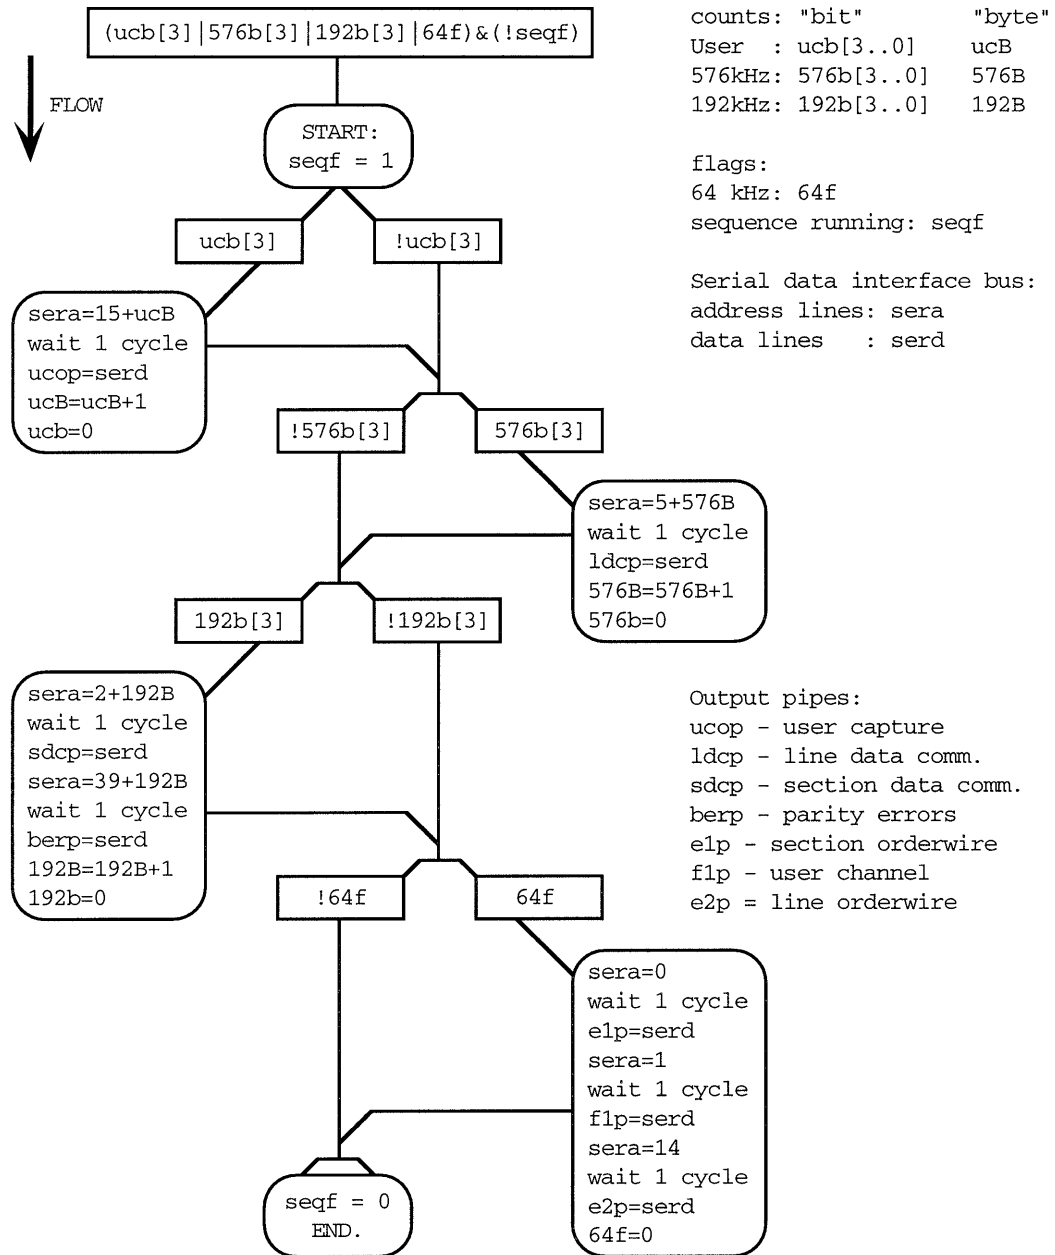 (ucb[3]|576b[3]|192b[3]|64f)&(!seqf)
FLOW
START:
seqf = 1
ucb[3]
!ucb[3]
sera=15+ucB
wait 1 cycle
ucop=serd
ucB=ucB+1
ucb=0
!576b[3]
576b[3]
sera=5+576B
wait 1 cycle
ldcp=serd
576B=576B+1
576b=0
192b[3]
!192b[3]
sera=2+192B
wait 1 cycle
sdcp=serd
sera=39+192B
wait 1 cycle
berp=serd
192B=192B+1
192b=0
!64f
64f
sera=0
wait 1 cycle
e1p=serd
sera=1
wait 1 cycle
f1p=serd
sera=14
wait 1 cycle
e2p=serd
64f=0
seqf = 0
END.
counts: "bit" "byte"
User : ucb[3..0] ucB
576kHz: 576b[3..0] 576B
192kHz: 192b[3..0] 192B
flags:
64 kHz: 64f
sequence running: seqf
Serial data interface bus:
address lines: sera
data lines : serd
Output pipes:
ucop - user capture
ldcp - line data comm.
sdcp - section data comm.
berp - parity errors
e1p - section orderwire
f1p - user channel
e2p = line orderwire